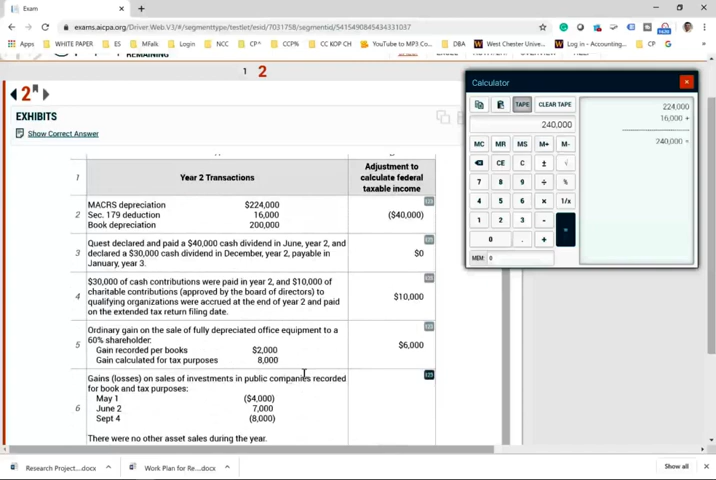 Exam
exams.aicpa.org/Driver.Web.V3/#/segmenttype/testlet/esid/7031758/segmentid/5415490845434331037
Apps WHITE PAPER ES MFalk Login NCC CP^ CCP% CC KOP CH YouTube to MP3 Co... DBA West Chester Unive... Log in - Accounting... CP
REMAINING
1 2
2
EXHIBITS
Show Correct Answer
1 Year 2 Transactions Adjustment to
calculate federal
taxable income
2 MACRS depreciation $224,000
Sec. 179 deduction 16,000 ($40,000)
Book depreciation 200,000
3 Quest declared and paid a $40,000 cash dividend in June, year 2, and
declared a $30,000 cash dividend in December, year 2, payable in $0
January, year 3.
4 $30,000 of cash contributions were paid in year 2, and $10,000 of
charitable contributions (approved by the board of directors) to
qualifying organizations were accrued at the end of year 2 and paid $10,000
on the extended tax return filing date.
5 Ordinary gain on the sale of fully depreciated office equipment to a
60% shareholder:
Gain recorded per books $2,000 $6,000
Gain calculated for tax purposes 8,000
6 Gains (losses) on sales of investments in public companies recorded
for book and tax purposes:
May 1 ($4,000)
June 2 7,000
Sept 4 (8,000)
There were no other asset sales during the year.
123
123
123
123
123
Calculator
TAPE CLEAR TAPE
240,000
MC MR MS M+ M-
CE C ± √
7 8 9 ÷ %
4 5 6 × 1/x
1 2 3 - =
0 . +
MEM: 0
224,000
16,000 +
240,000 =
Research Project....docx
Work Plan for Re....docx
Show all